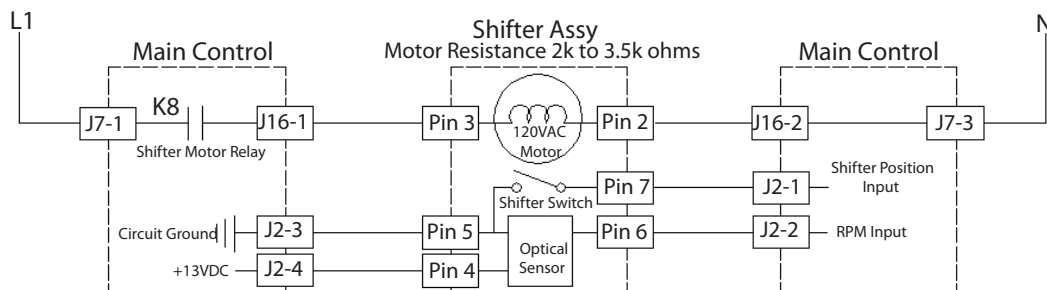 L1
N
Shifter Assy
Motor Resistance 2k to 3.5k ohms
Main Control
Main Control
J7-1
K8
J16-1
Pin 3
120VAC
Motor
Pin 2
J16-2
J7-3
Shifter Motor Relay
Shifter Switch
Pin 7
J2-1
Shifter Position
Input
Circuit Ground
J2-3
Pin 5
Optical
Sensor
Pin 6
J2-2
RPM Input
+13VDC
J2-4
Pin 4